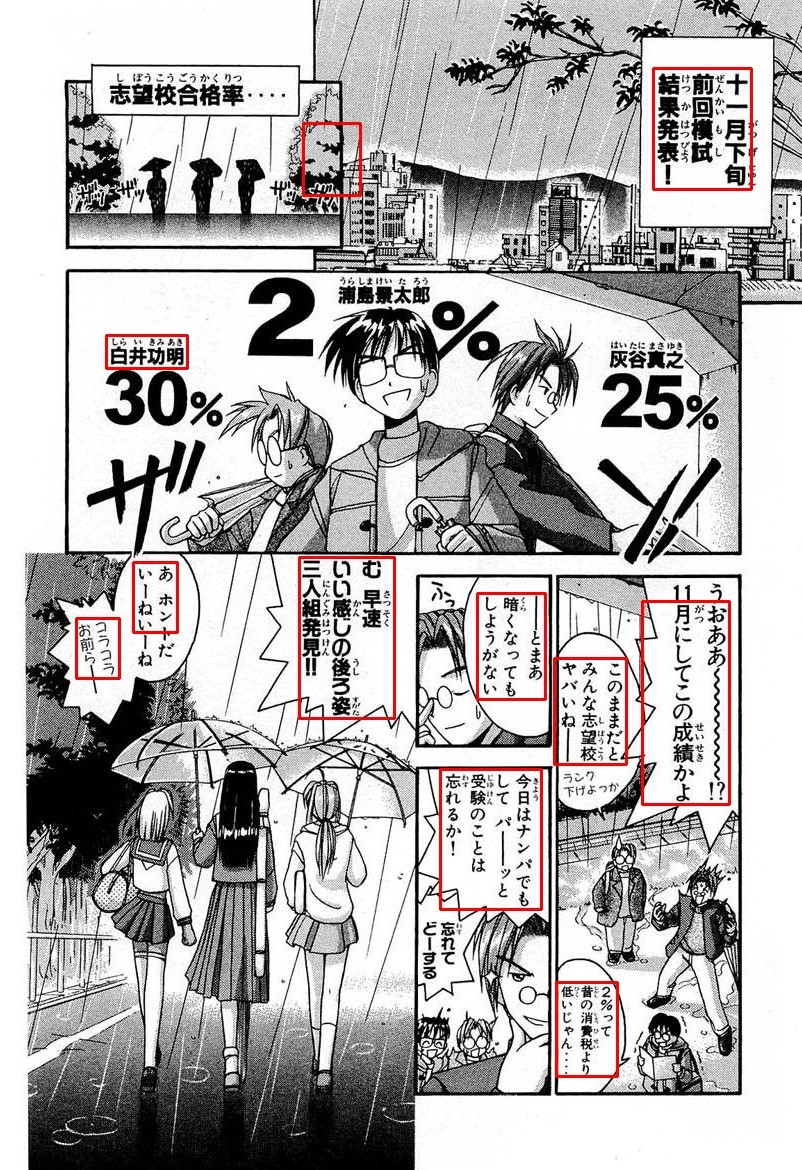 十一月下旬
前回模試
結果発表！
志望校合格率‥‥
浦島景太郎
2%
灰谷真之
25%
白井功明
30%
ザッ
うおああ〜〜〜〜〜〜!?
11月にしてこの成績かよ
このままだと
みんな志望校
ヤバいねー
ランク
下げよっか
2%って
昔の消費税より
低いじゃん‥‥
ーとまあ
暗くなっても
しようがない
ふっ
今日はナンパでも
して パーーッと
受験のことは
忘れるか！
忘れて
どーする
む 早速
いい感じの後ろ姿
三人組発見!!
あ ホントだ
いーねいーね
コラコラ
お前らー